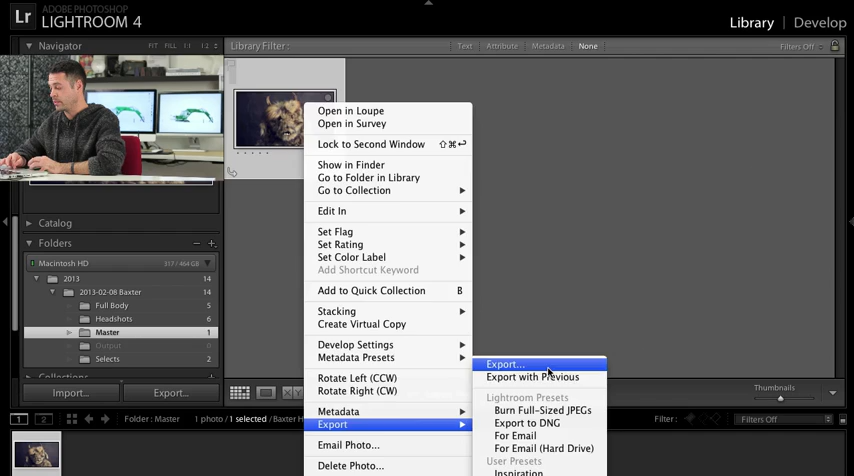 Lr ADOBE PHOTOSHOP
LIGHTROOM 4
Library | Develop
Navigator FIT FILL 1:1 1:2
Library Filter : Text Attribute Metadata None Filters Off
Open in Loupe
Open in Survey
Lock to Second Window ⇧⌘↩
Show in Finder
Go to Folder in Library
Go to Collection
Edit In
Set Flag
Set Rating
Set Color Label
Add Shortcut Keyword
Add to Quick Collection B
Stacking
Create Virtual Copy
Develop Settings
Metadata Presets
Rotate Left (CCW)
Rotate Right (CW)
Metadata
Export
Email Photo...
Delete Photo...
Export...
Export with Previous
Lightroom Presets
Burn Full-Sized JPEGs
Export to DNG
For Email
For Email (Hard Drive)
User Presets
Inspiration
Catalog
Folders
Macintosh HD 317 / 464 GB
2013 14
2013-02-08 Baxter 14
Full Body 5
Headshots 6
Master 1
Output 0
Selects 2
Collections
Import... Export...
XY
Thumbnails
1 2 Folder : Master 1 photo / 1 selected / Baxter H
Filter : Filters Off